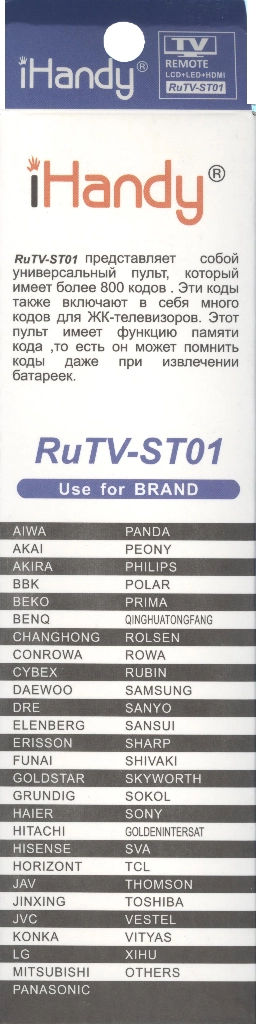 iHandy®
TV
REMOTE
LCD+LED+HDMI
RuTV-ST01
iHandy®
RuTV-ST01 представляет собой
универсальный пульт, который
имеет более 800 кодов . Эти коды
также включают в себя много
кодов для ЖК-телевизоров. Этот
пульт имеет функцию памяти
кода ,то есть он может помнить
коды даже при извлечении
батареек.
RuTV-ST01
Use for BRAND
AIWA PANDA
AKAI PEONY
AKIRA PHILIPS
BBK POLAR
BEKO PRIMA
BENQ QINGHUATONGFANG
CHANGHONG ROLSEN
CONROWA ROWA
CYBEX RUBIN
DAEWOO SAMSUNG
DRE SANYO
ELENBERG SANSUI
ERISSON SHARP
FUNAI SHIVAKI
GOLDSTAR SKYWORTH
GRUNDIG SOKOL
HAIER SONY
HITACHI GOLDENINTERSAT
HISENSE SVA
HORIZONT TCL
JAV THOMSON
JINXING TOSHIBA
JVC VESTEL
KONKA VITYAS
LG XIHU
MITSUBISHI OTHERS
PANASONIC